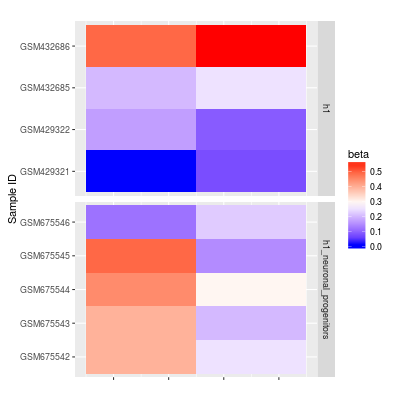 GSM432686
GSM432685
GSM429322
GSM429321
h1
GSM675546
GSM675545
GSM675544
GSM675543
GSM675542
h1_neuronal_progenitors
Sample ID
beta
0.5
0.4
0.3
0.2
0.1
0.0